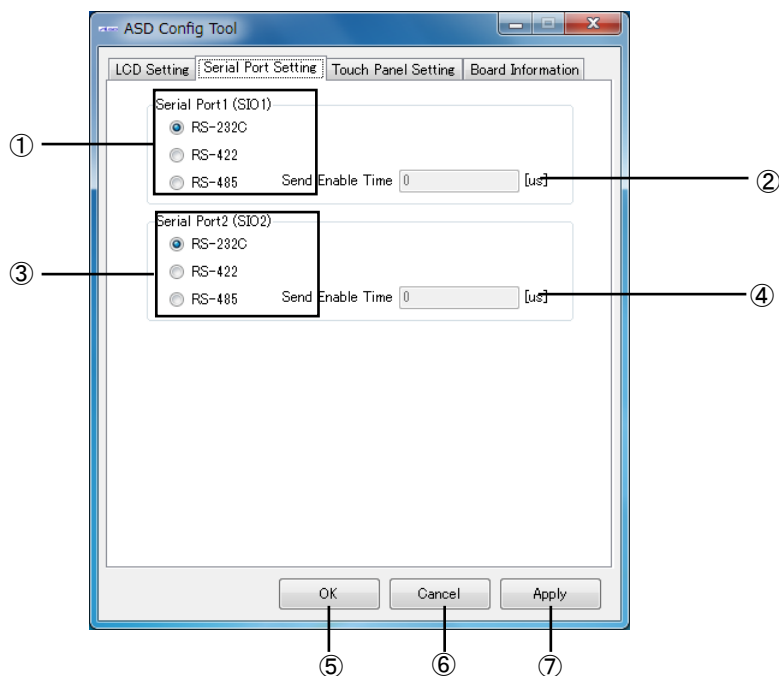 ASD Config Tool
LCD Setting Serial Port Setting Touch Panel Setting Board Information
Serial Port1 (SIO1)
RS-232C
① RS-422
RS-485 Send Enable Time 0 [us] ②
Serial Port2 (SIO2)
RS-232C
③ RS-422
RS-485 Send Enable Time 0 [us] ④
OK Cancel Apply
⑤ ⑥ ⑦